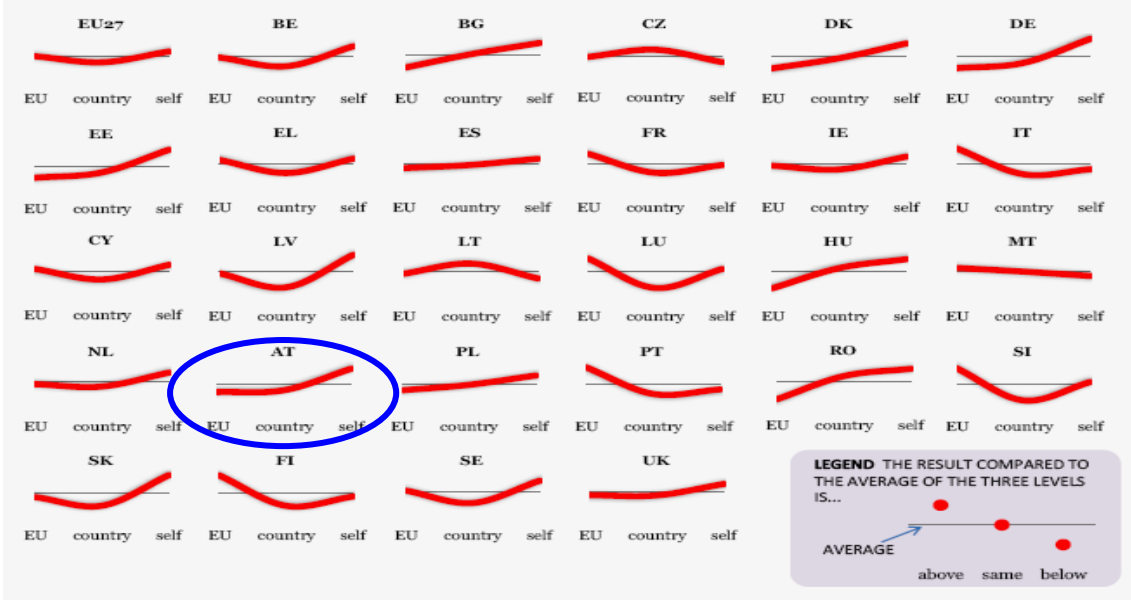 EU27 BE BG CZ DK DE
EU country self EU country self EU country self EU country self EU country self EU country self
EE EL ES FR IE IT
EU country self EU country self EU country self EU country self EU country self EU country self
CY LV LT LU HU MT
EU country self EU country self EU country self EU country self EU country self EU country self
NL AT PL PT RO SI
EU country self EU country self EU country self EU country self EU country self EU country self
SK FI SE UK
EU country self EU country self EU country self EU country self
LEGEND THE RESULT COMPARED TO
THE AVERAGE OF THE THREE LEVELS
IS...
AVERAGE
above same below